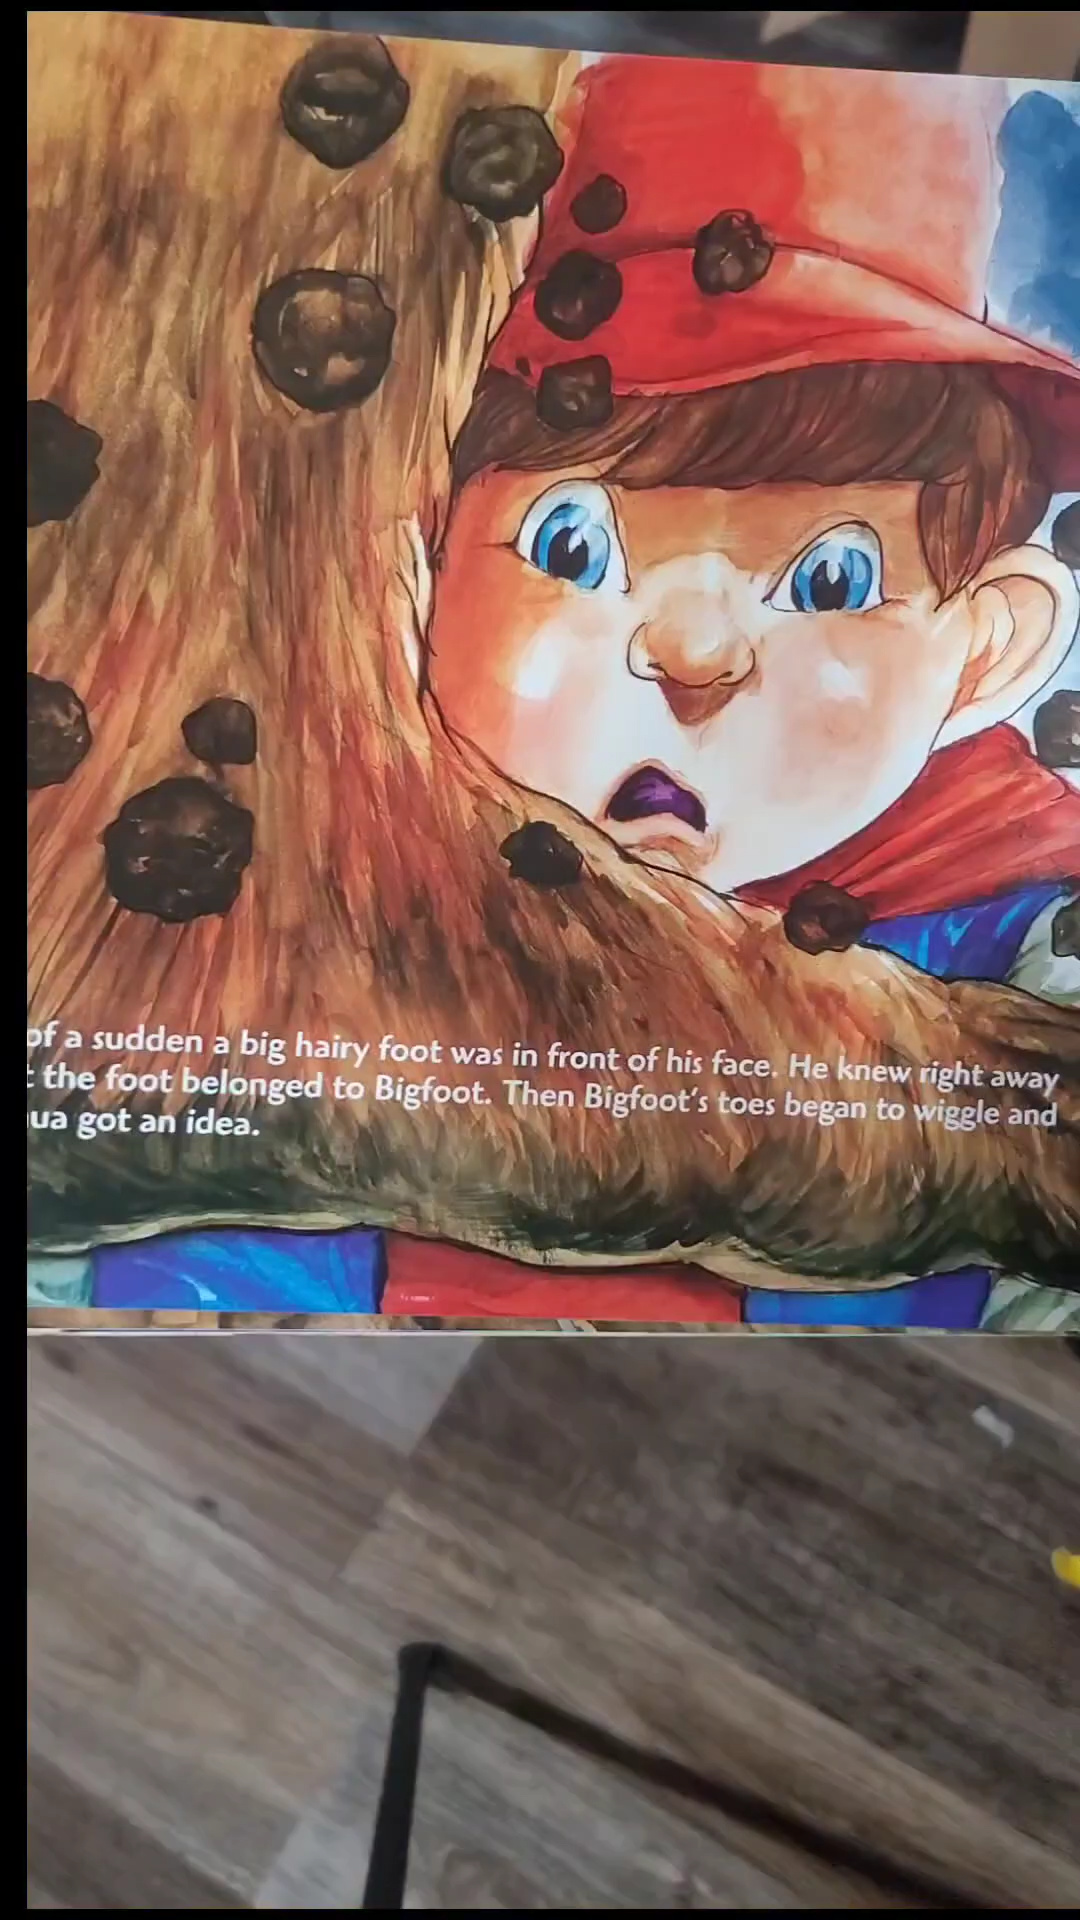 of a sudden a big hairy foot was in front of his face. He knew right away
the foot belonged to Bigfoot. Then Bigfoot's toes began to wiggle and
got an idea.